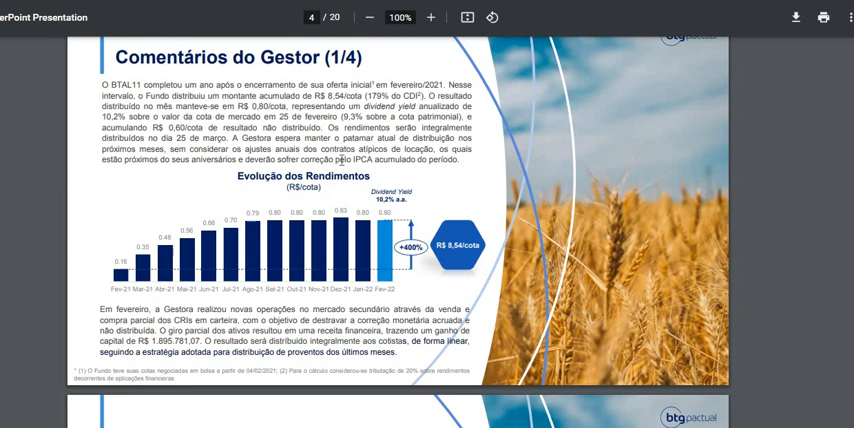 PowerPoint Presentation
4 / 20
100%
btgpactual
Comentários do Gestor (1/4)
O BTAL11 completou um ano após o encerramento de sua oferta inicial¹ em fevereiro/2021. Nesse
intervalo, o Fundo distribuiu um montante acumulado de R$ 8,54/cota (179% do CDI²). O resultado
distribuído no mês manteve-se em R$ 0,80/cota, representando um dividend yield anualizado de
10,2% sobre o valor da cota de mercado em 25 de fevereiro (9,3% sobre a cota patrimonial), e
acumulando R$ 0,60/cota de resultado não distribuído. Os rendimentos serão integralmente
distribuídos no dia 25 de março. A Gestora espera manter o patamar atual de distribuição nos
próximos meses, sem considerar os ajustes anuais dos contratos atípicos de locação, os quais
estão próximos do seus aniversários e deverão sofrer correção pelo IPCA acumulado do período.
Evolução dos Rendimentos
(R$/cota)
Dividend Yield
10,2% a.a.
0.16 0.35 0.48 0.56 0.66 0.70 0.79 0.80 0.80 0.80 0.83 0.80 0.80
+400%
R$ 8,54/cota
Fev-21 Mar-21 Abr-21 Mai-21 Jun-21 Jul-21 Ago-21 Set-21 Out-21 Nov-21 Dez-21 Jan-22 Fev-22
Em fevereiro, a Gestora realizou novas operações no mercado secundário através da venda e
compra parcial dos CRIs em carteira, com o objetivo de destravar a correção monetária acruada e
não distribuída. O giro parcial dos ativos resultou em uma receita financeira, trazendo um ganho de
capital de R$ 1.895.781,07. O resultado será distribuído integralmente aos cotistas, de forma linear,
seguindo a estratégia adotada para distribuição de proventos dos últimos meses.
* (1) O Fundo teve suas cotas negociadas em bolsa a partir de 04/02/2021; (2) Para o cálculo considerou-se tributação de 20% sobre rendimentos
decorrentes de aplicações financeiras
btgpactual